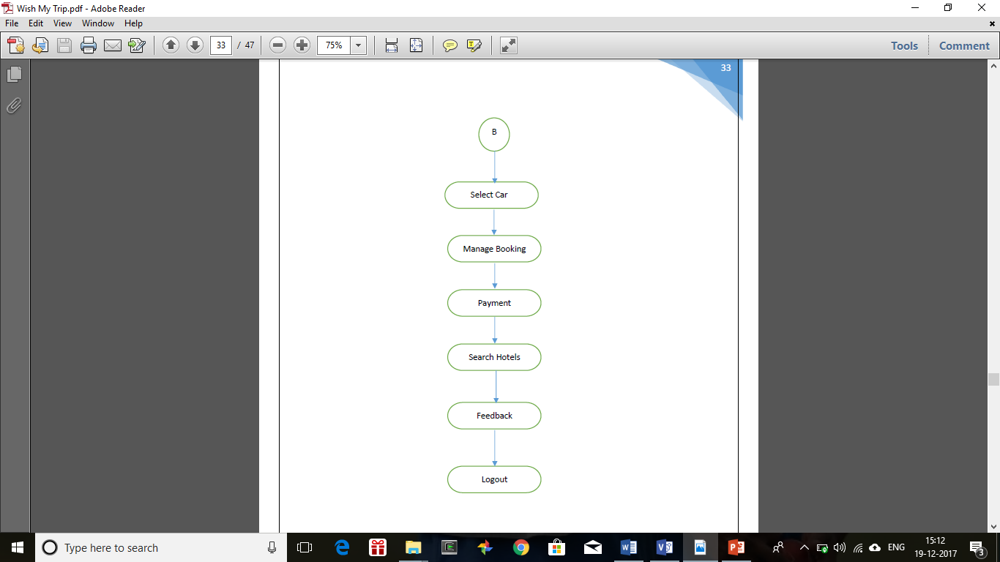 Wish My Trip.pdf - Adobe Reader
File Edit View Window Help
33 / 47 75% Tools Comment
33
B
Select Car
Manage Booking
Payment
Search Hotels
Feedback
Logout
Type here to search
ENG
15:12
19-12-2017
3